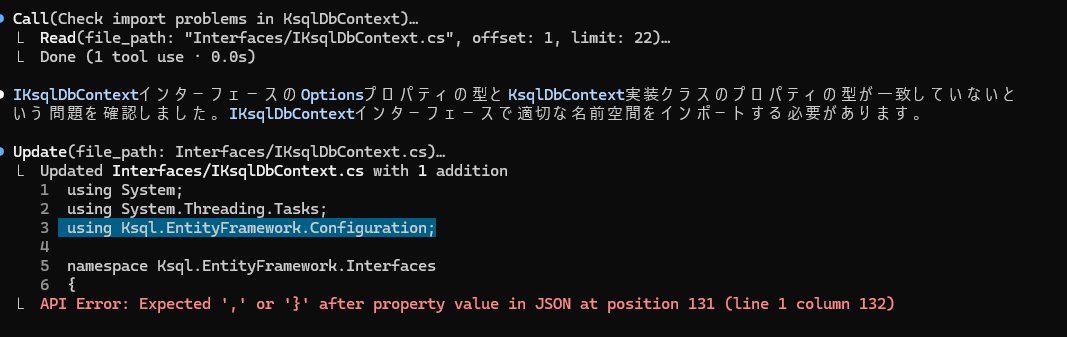 ● Call(Check import problems in KsqlDbContext)…
└ Read(file_path: "Interfaces/IKsqlDbContext.cs", offset: 1, limit: 22)…
└ Done (1 tool use · 0.0s)
● IKsqlDbContextインターフェースのOptionsプロパティの型とKsqlDbContext実装クラスのプロパティの型が一致していないと
いう問題を確認しました。IKsqlDbContextインターフェースで適切な名前空間をインポートする必要があります。
● Update(file_path: Interfaces/IKsqlDbContext.cs)…
└ Updated Interfaces/IKsqlDbContext.cs with 1 addition
1 using System;
2 using System.Threading.Tasks;
3 using Ksql.EntityFramework.Configuration;
4
5 namespace Ksql.EntityFramework.Interfaces
6 {
└ API Error: Expected ',' or '}' after property value in JSON at position 131 (line 1 column 132)